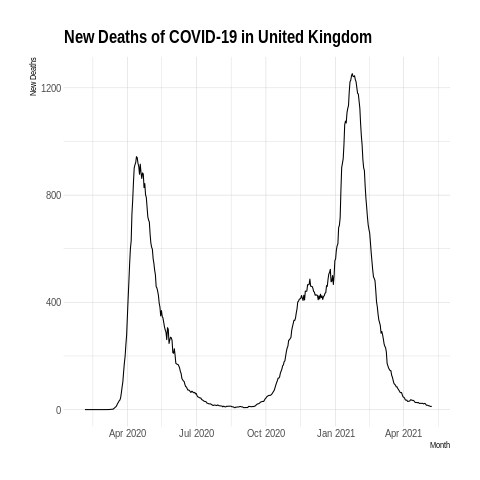 New Deaths of COVID-19 in United Kingdom
New Deaths
1200
800
400
0
Apr 2020 Jul 2020 Oct 2020 Jan 2021 Apr 2021
Month